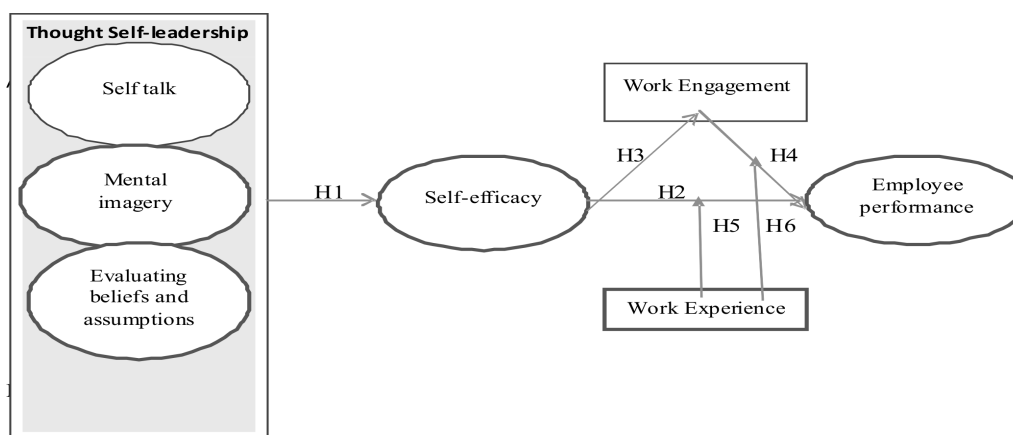 Thought Self-leadership
Self talk
Mental
imagery
Evaluating
beliefs and
assumptions
H1
Self-efficacy
Work Engagement
H3
H4
H2
H5
H6
Work Experience
Employee
performance